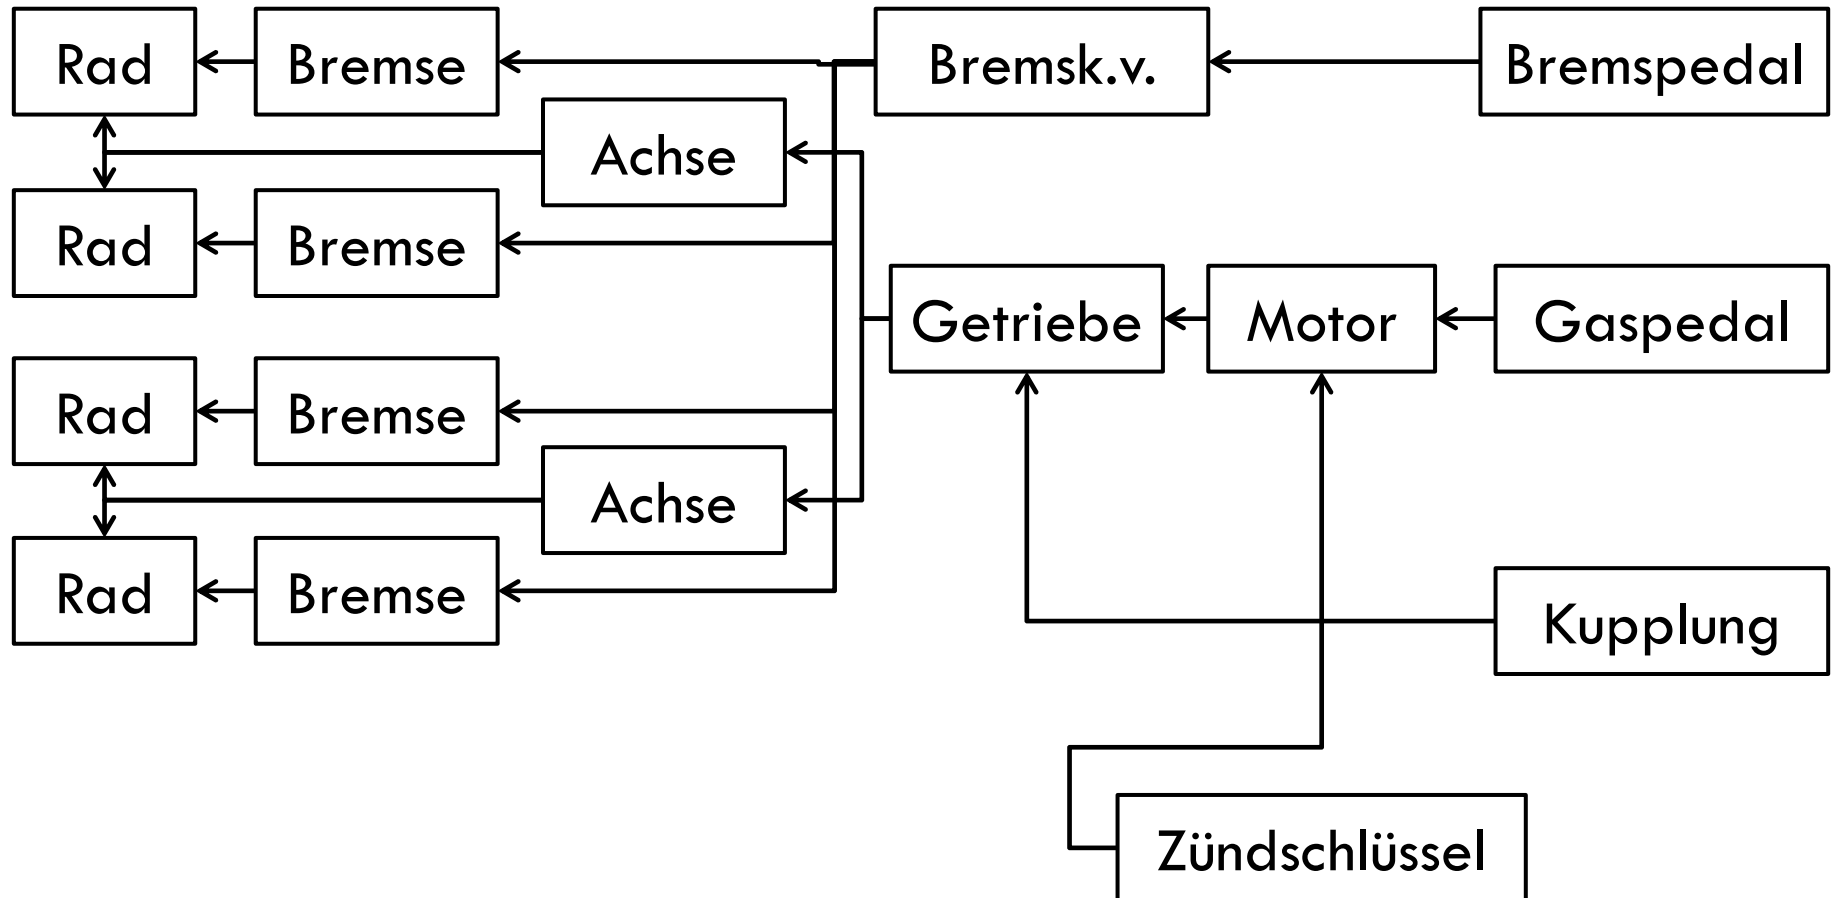 Rad
Bremse
Bremsk.v.
Bremspedal
Achse
Rad
Bremse
Getriebe
Motor
Gaspedal
Rad
Bremse
Achse
Rad
Bremse
Kupplung
Zündschlüssel